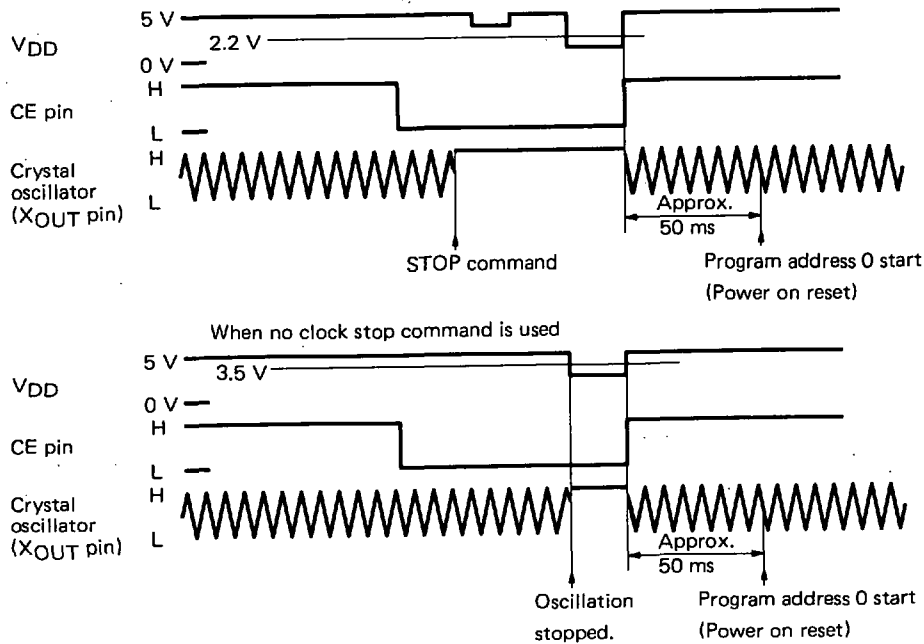 5 V
2.2 V
VDD
0 V
H
CE pin
L
H
Crystal
oscillator
(XOUT pin)
L
Approx.
50 ms
STOP command
Program address 0 start
(Power on reset)
When no clock stop command is used
5 V
3.5 V
VDD
0 V
H
CE pin
L
H
Crystal
oscillator
(XOUT pin)
L
Approx.
50 ms
Oscillation
stopped.
Program address 0 start
(Power on reset)